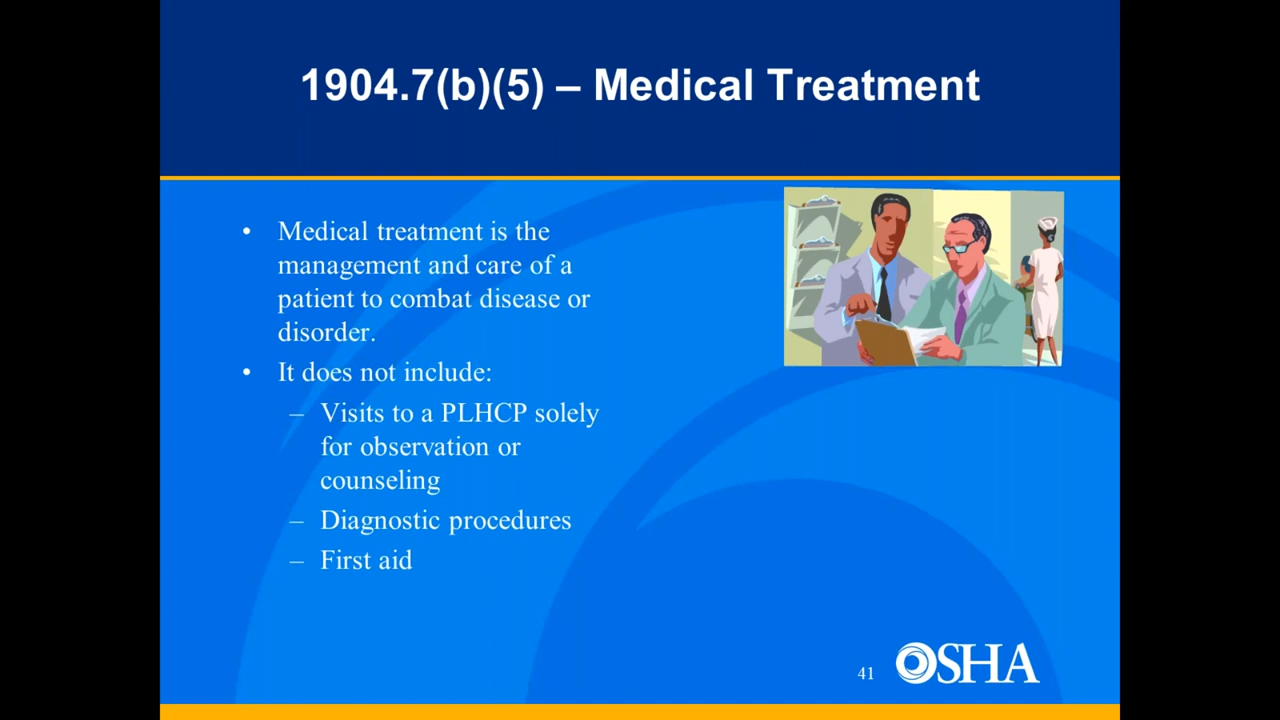 1904.7(b)(5) – Medical Treatment
• Medical treatment is the
management and care of a
patient to combat disease or
disorder.
• It does not include:
– Visits to a PLHCP solely
for observation or
counseling
– Diagnostic procedures
– First aid
41
OSHA